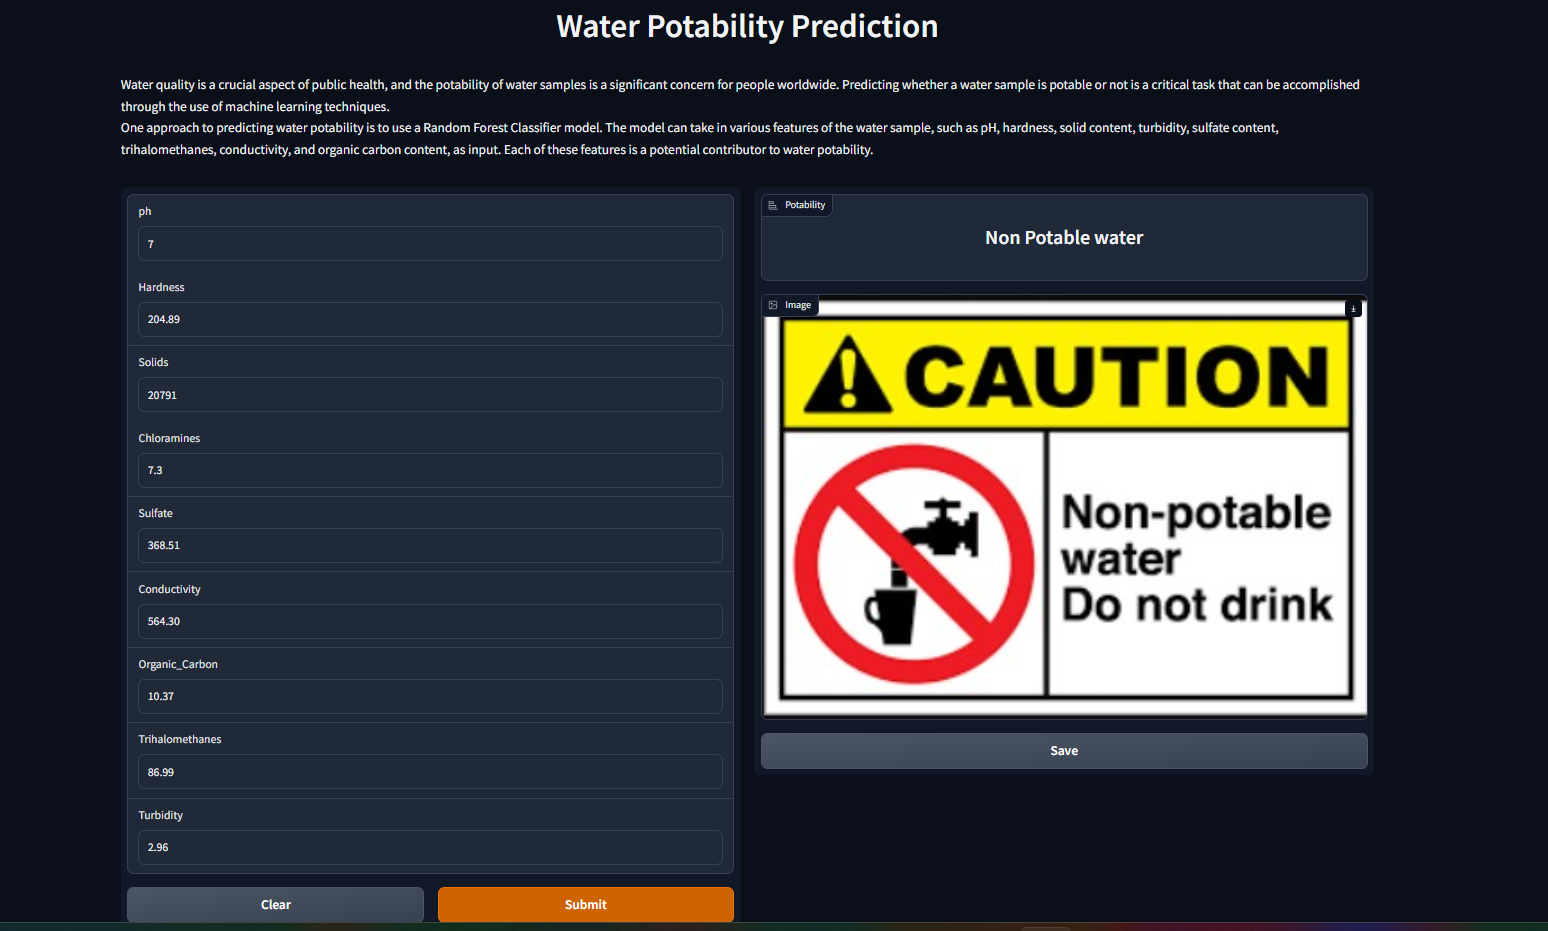 Water Potability Prediction
Water quality is a crucial aspect of public health, and the potability of water samples is a significant concern for people worldwide. Predicting whether a water sample is potable or not is a critical task that can be accomplished
through the use of machine learning techniques.
One approach to predicting water potability is to use a Random Forest Classifier model. The model can take in various features of the water sample, such as pH, hardness, solid content, turbidity, sulfate content,
trihalomethanes, conductivity, and organic carbon content, as input. Each of these features is a potential contributor to water potability.
ph
7
Hardness
204.89
Solids
20791
Chloramines
7.3
Sulfate
368.51
Conductivity
564.30
Organic_Carbon
10.37
Trihalomethanes
86.99
Turbidity
2.96
Clear
Submit
Potability
Non Potable water
Image
CAUTION
Non-potable
water
Do not drink
Save